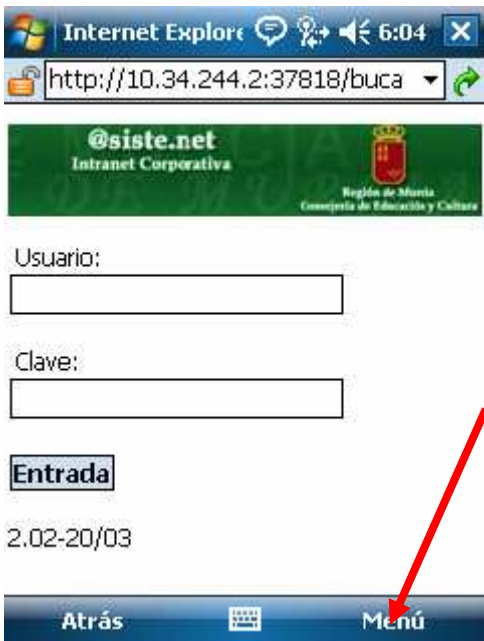 Internet Explore 6:04
http://10.34.244.2:37818/buca
@siste.net
Intranet Corporativa
Región de Murcia
Consejería de Educación y Cultura
Usuario:
Clave:
Entrada
2.02-20/03
Atrás Menú